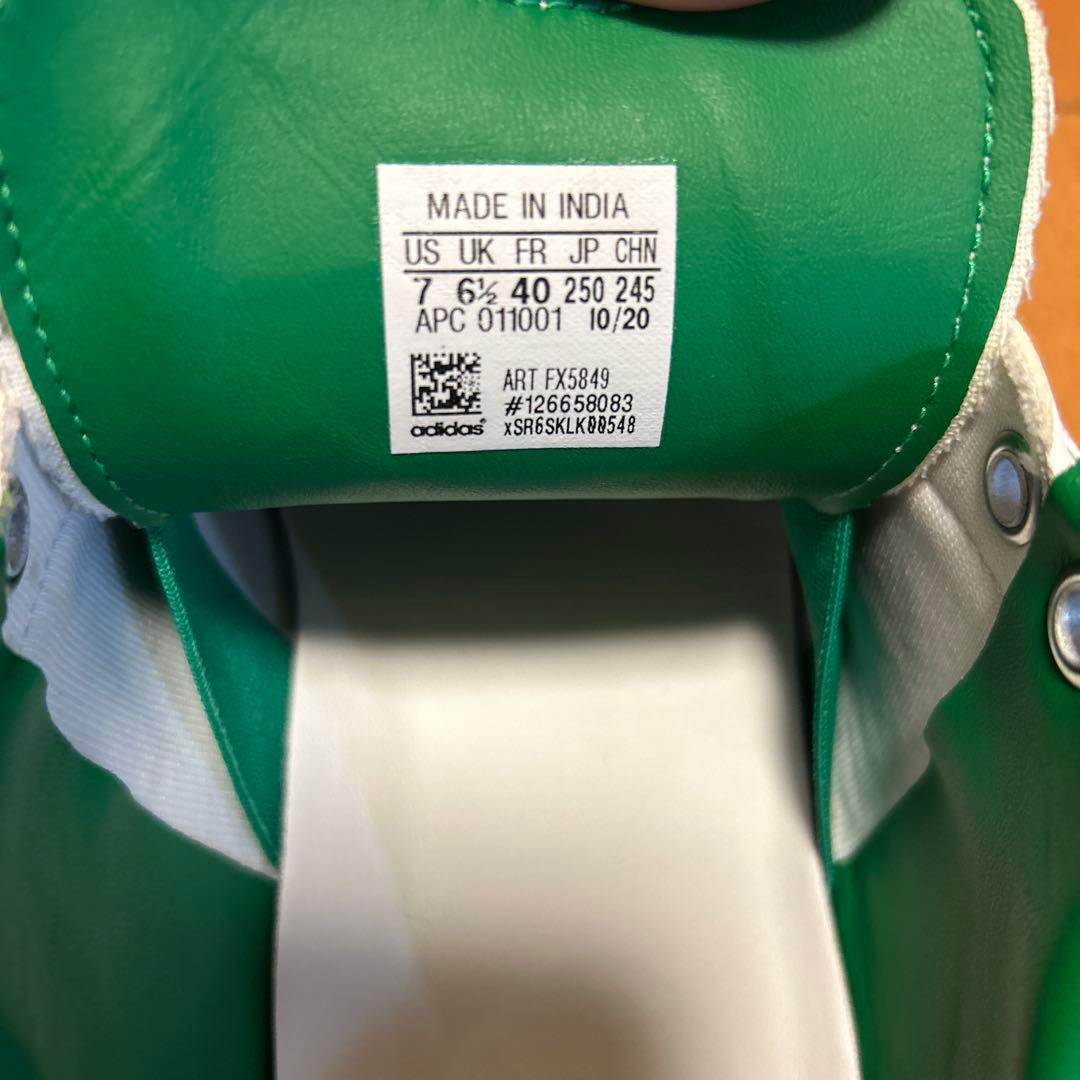 MADE IN INDIA
US UK FR JP CHN
7 6½ 40 250 245
APC 011001 10/20
ART FX5849
#126658083
adidas xSR6SKLK00548